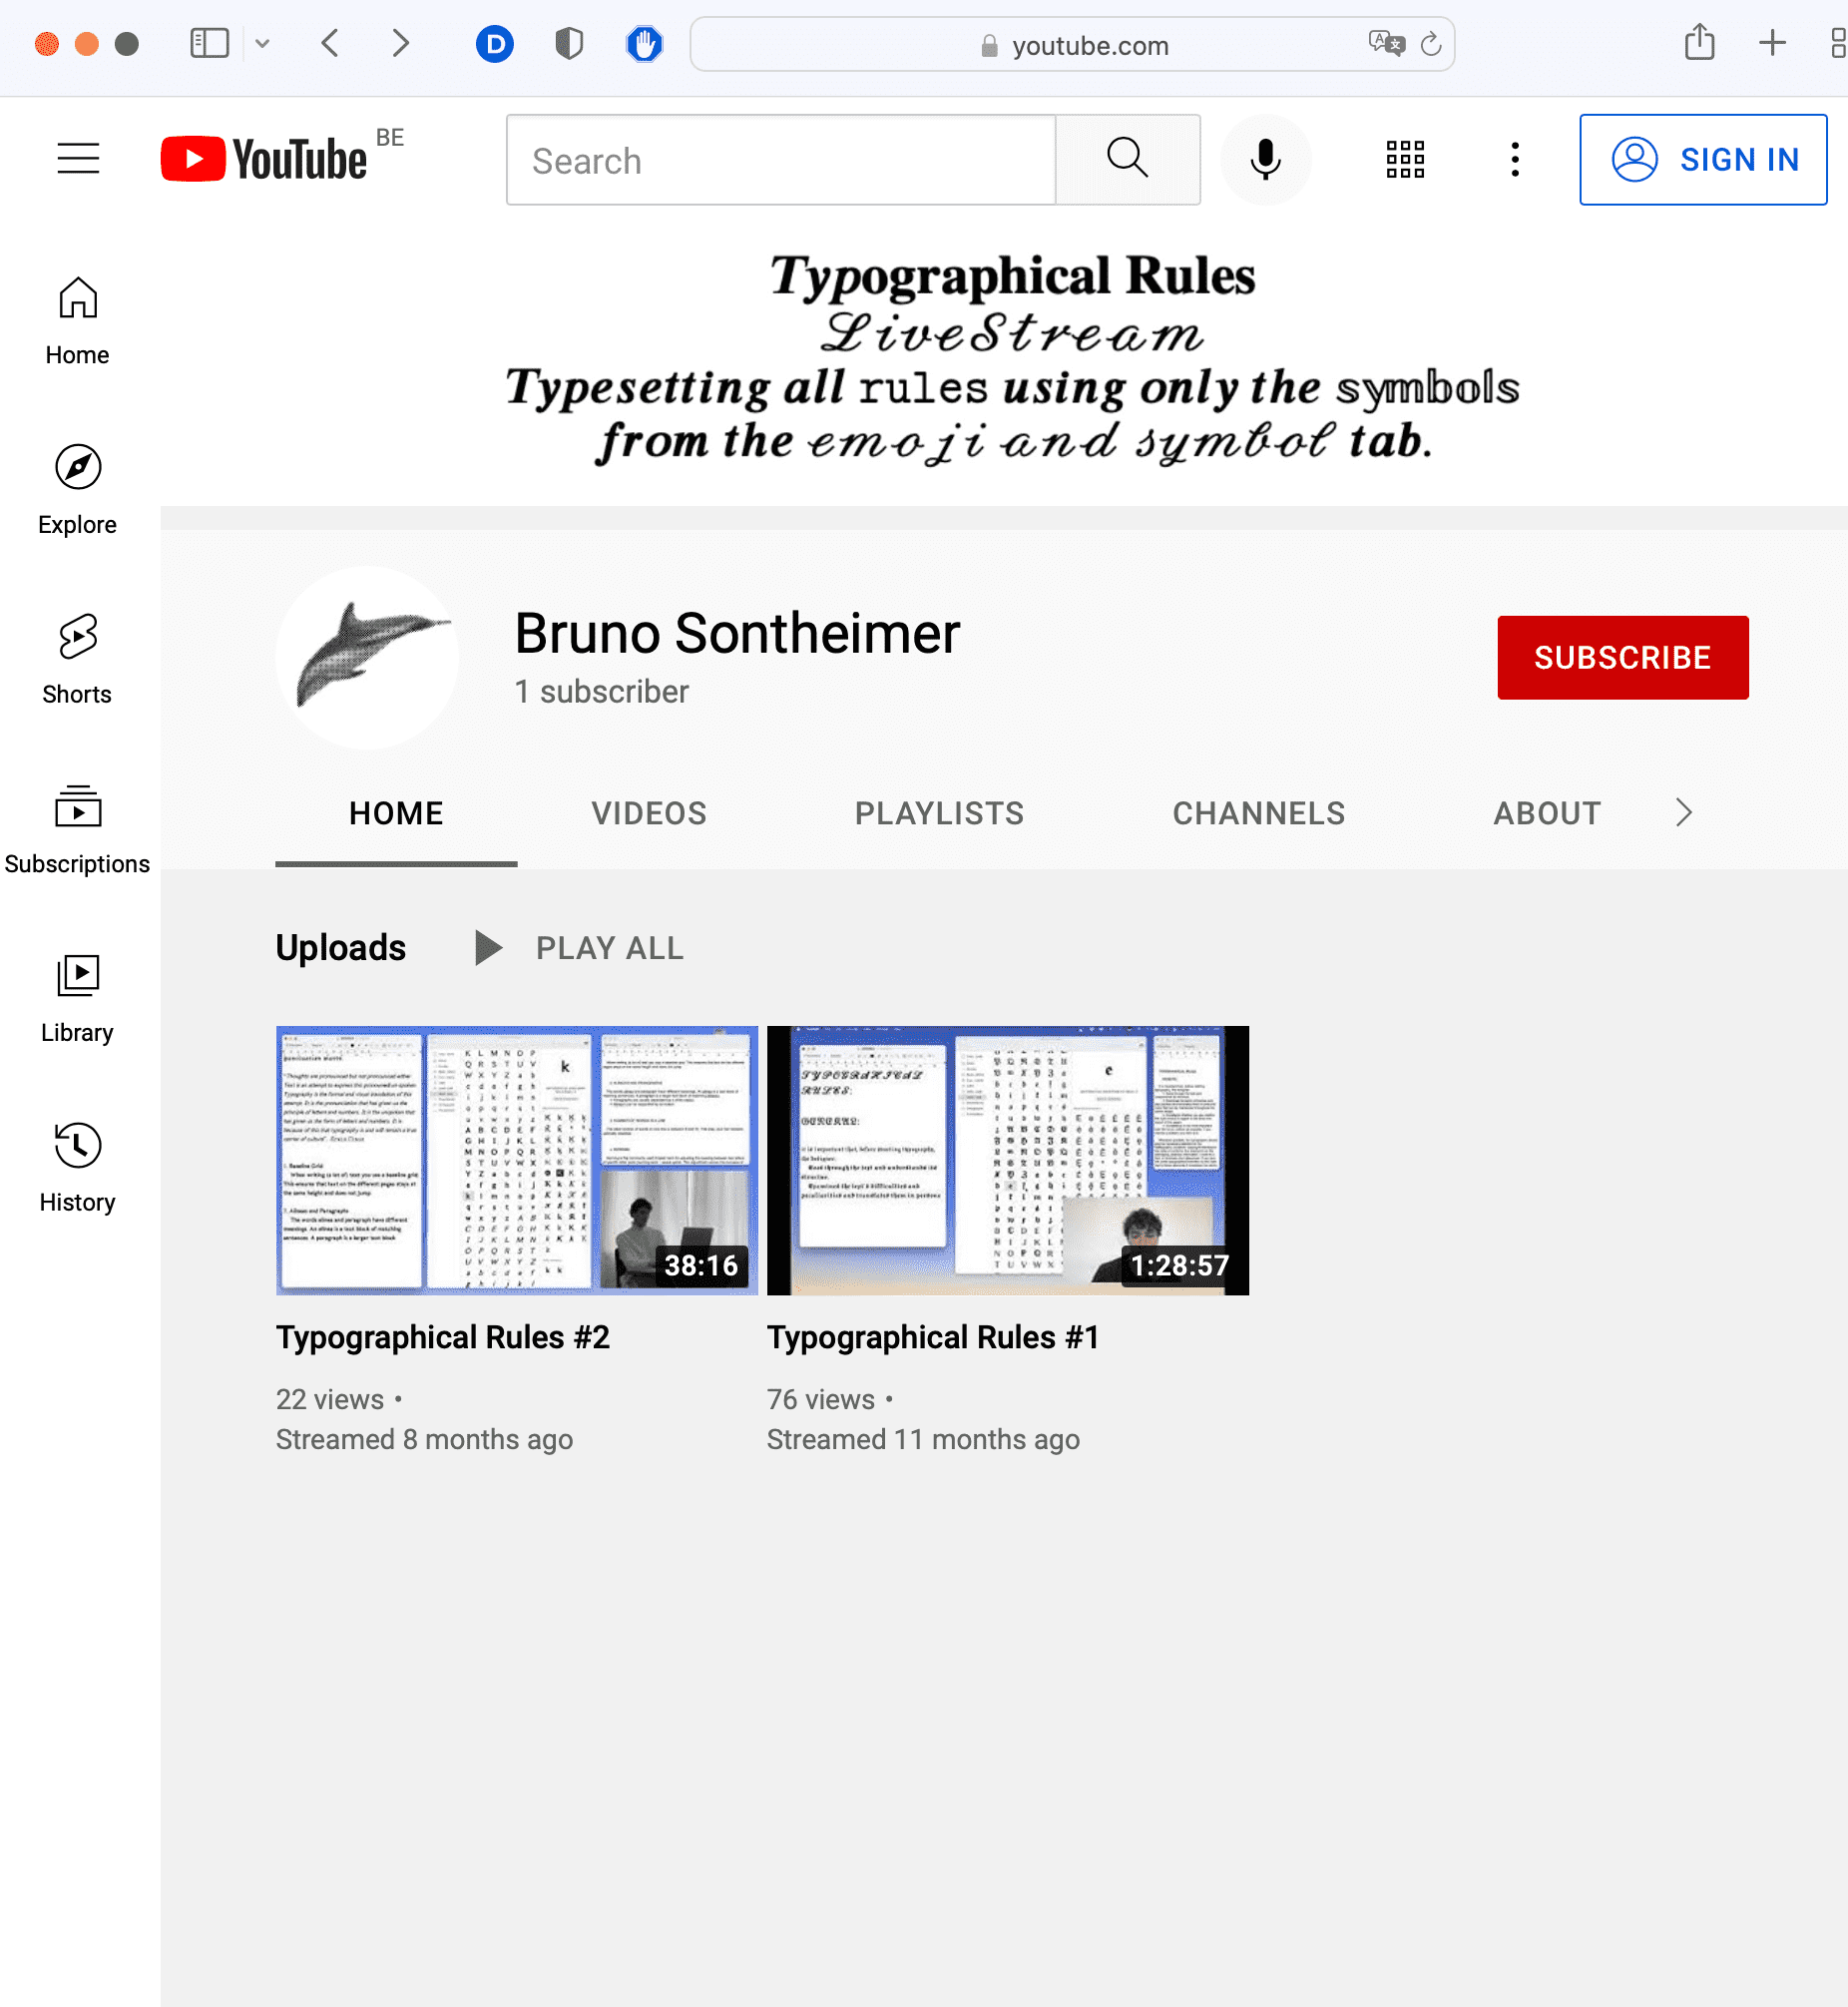 D
youtube.com
YouTube BE
Search
SIGN IN
Typographical Rules
LiveStream
Typesetting all rules using only the symbols
from the emoji and symbol tab.
Home
Explore
Shorts
Subscriptions
Library
History
Bruno Sontheimer
1 subscriber
SUBSCRIBE
HOME VIDEOS PLAYLISTS CHANNELS ABOUT
Uploads PLAY ALL
TYPOGRAPHICAL
RULES:
GENERAL:
k
e
38:16
1:28:57
Typographical Rules #2
22 views •
Streamed 8 months ago
Typographical Rules #1
76 views •
Streamed 11 months ago